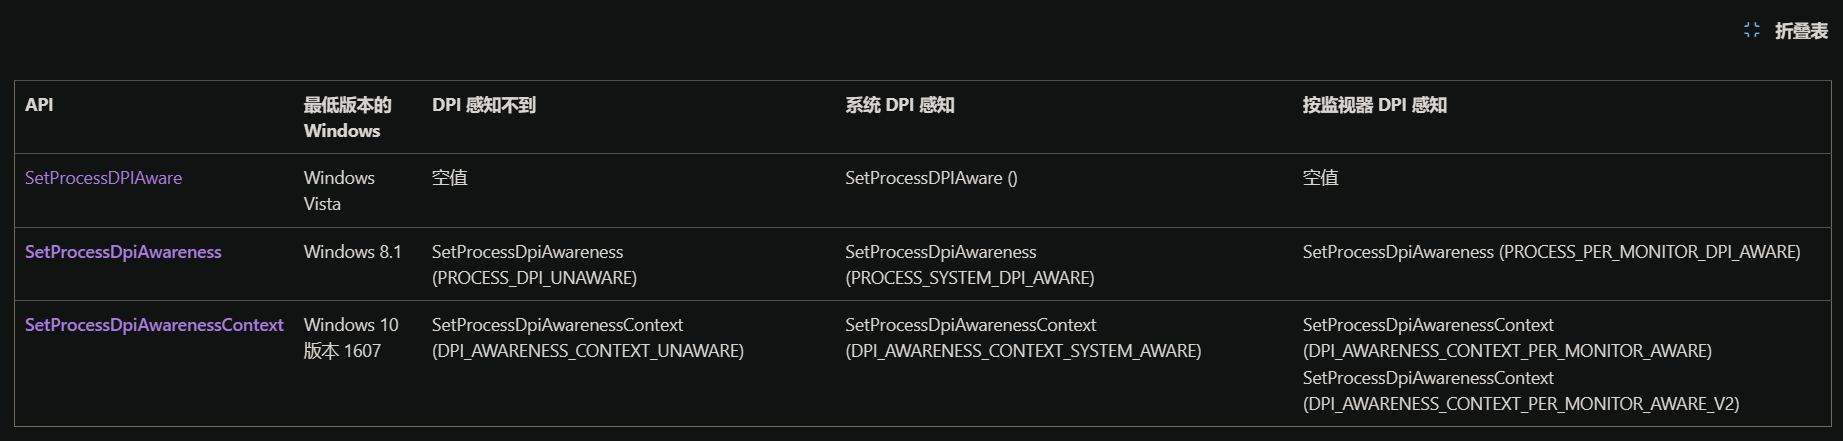 折叠表
API
最低版本的
Windows
DPI 感知不到
系统 DPI 感知
按监视器 DPI 感知
SetProcessDPIAware
Windows
Vista
空值
SetProcessDPIAware ()
空值
SetProcessDpiAwareness
Windows 8.1
SetProcessDpiAwareness
(PROCESS_DPI_UNAWARE)
SetProcessDpiAwareness
(PROCESS_SYSTEM_DPI_AWARE)
SetProcessDpiAwareness (PROCESS_PER_MONITOR_DPI_AWARE)
SetProcessDpiAwarenessContext
Windows 10
版本 1607
SetProcessDpiAwarenessContext
(DPI_AWARENESS_CONTEXT_UNAWARE)
SetProcessDpiAwarenessContext
(DPI_AWARENESS_CONTEXT_SYSTEM_AWARE)
SetProcessDpiAwarenessContext
(DPI_AWARENESS_CONTEXT_PER_MONITOR_AWARE)
SetProcessDpiAwarenessContext
(DPI_AWARENESS_CONTEXT_PER_MONITOR_AWARE_V2)